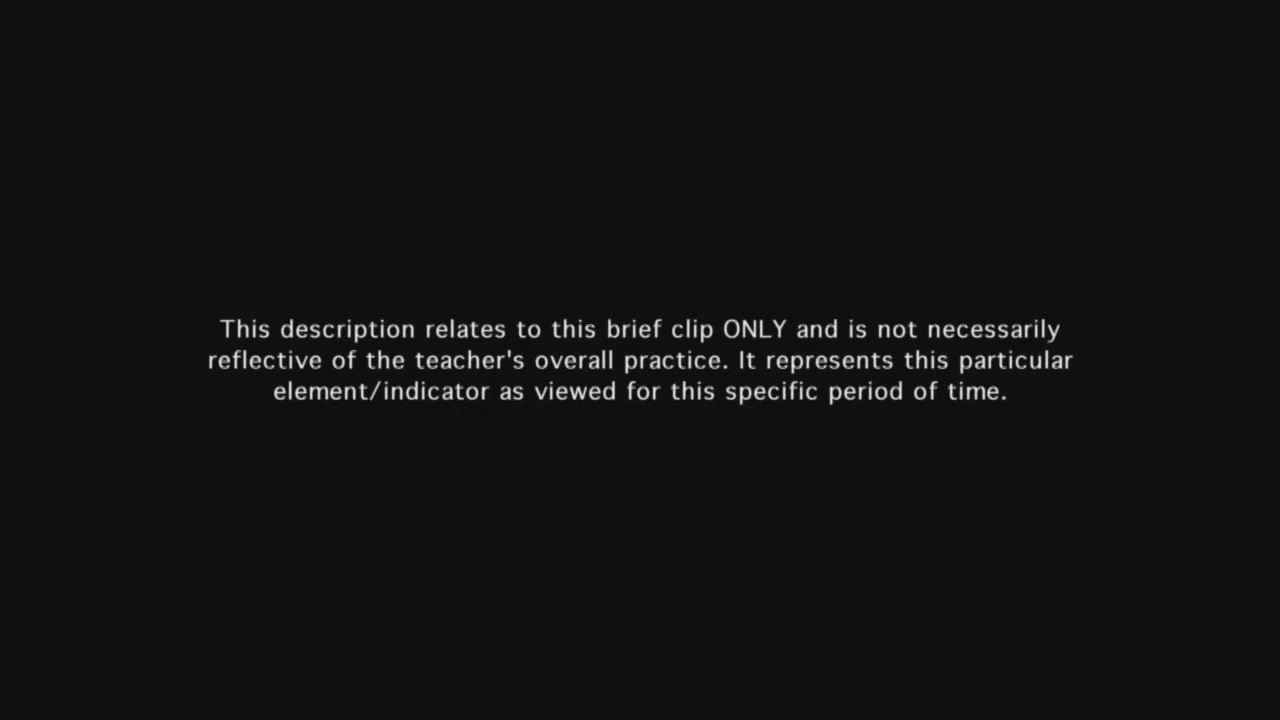 This description relates to this brief clip ONLY and is not necessarily
reflective of the teacher's overall practice. It represents this particular
element/indicator as viewed for this specific period of time.